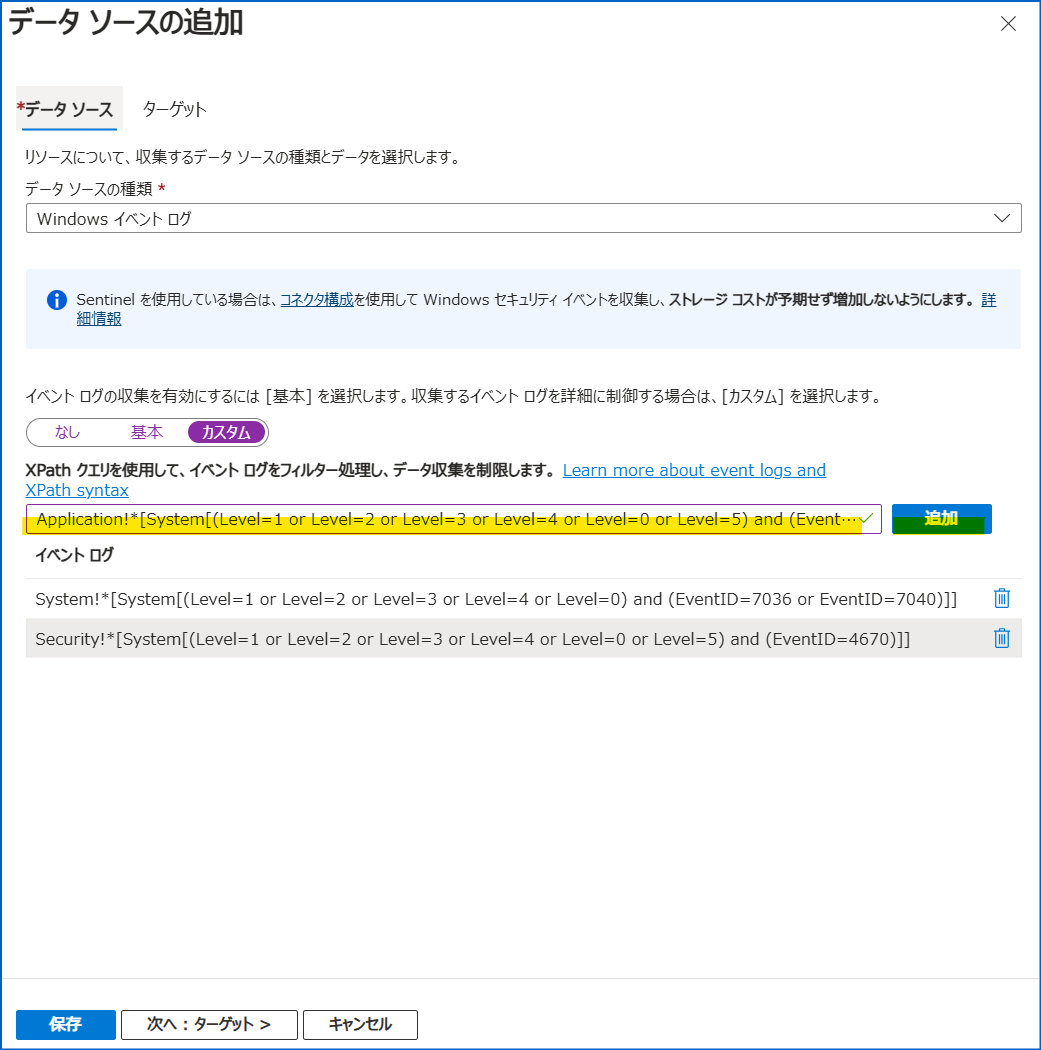 データ ソースの追加
*データ ソース ターゲット
リソースについて、収集するデータ ソースの種類とデータを選択します。
データ ソースの種類 *
Windows イベント ログ
Sentinel を使用している場合は、コネクタ構成を使用して Windows セキュリティ イベントを収集し、ストレージ コストが予期せず増加しないようにします。詳
細情報
イベント ログの収集を有効にするには [基本] を選択します。収集するイベント ログを詳細に制御する場合は、[カスタム] を選択します。
なし 基本 カスタム
XPath クエリを使用して、イベント ログをフィルター処理し、データ収集を制限します。 Learn more about event logs and
XPath syntax
Application!*[System[(Level=1 or Level=2 or Level=3 or Level=4 or Level=0 or Level=5) and (Event… 追加
イベント ログ
System!*[System[(Level=1 or Level=2 or Level=3 or Level=4 or Level=0) and (EventID=7036 or EventID=7040)]]
Security!*[System[(Level=1 or Level=2 or Level=3 or Level=4 or Level=0 or Level=5) and (EventID=4670)]]
保存 次へ : ターゲット > キャンセル